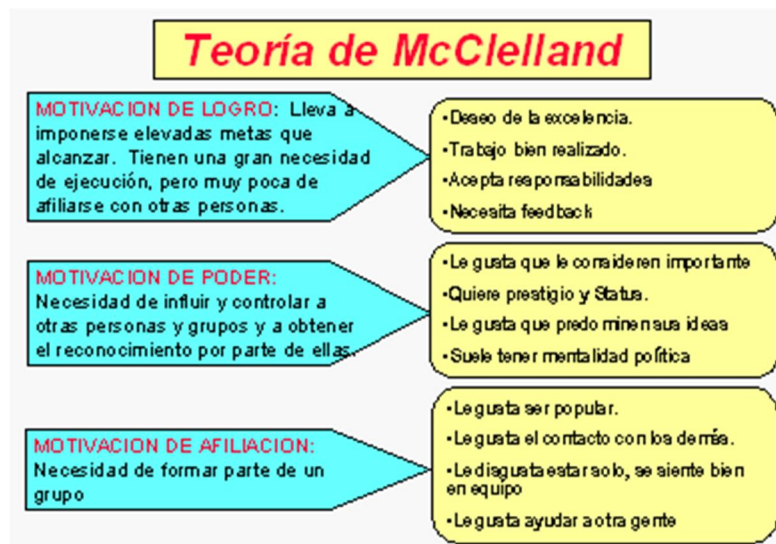 Teoría de McClelland
MOTIVACION DE LOGRO: Lleva a
imponerse elevadas metas que
alcanzar. Tienen una gran necesidad
de ejecución, pero muy poca de
afiliarse con otras personas.
•Deseo de la excelencia.
•Trabajo bien realizado.
•Acepta responsabilidades
•Necesita feedback
MOTIVACION DE PODER:
Necesidad de influir y controlar a
otras personas y grupos y a obtener
el reconocimiento por parte de ellas.
•Le gusta que le consideren importante
•Quiere prestigio y Status.
•Le gusta que predominen sus ideas
•Suele tener mentalidad política
MOTIVACION DE AFILIACION:
Necesidad de formar parte de un
grupo
•Le gusta ser popular.
•Le gusta el contacto con los demás.
•Le disgusta estar solo, se siente bien
en equipo
•Le gusta ayudar a otra gente